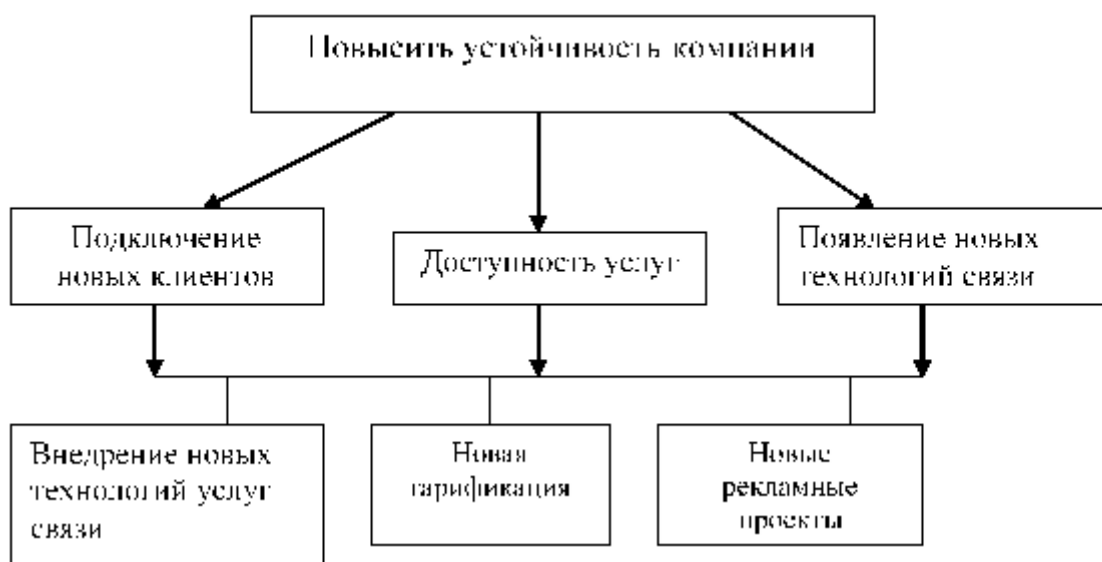 Повысить устойчивость компании
Подключение
новых клиентов
Доступность услуг
Появление новых
технологий связи
Внедрение новых
технологий услуг
связи
Новая
тарификация
Новые
рекламные
проекты